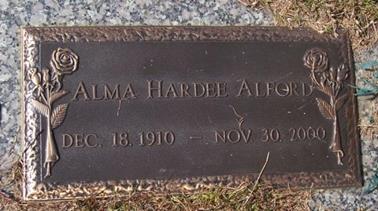 Alma Hardee Alford
Dec. 18, 1910 – Nov. 30, 2000